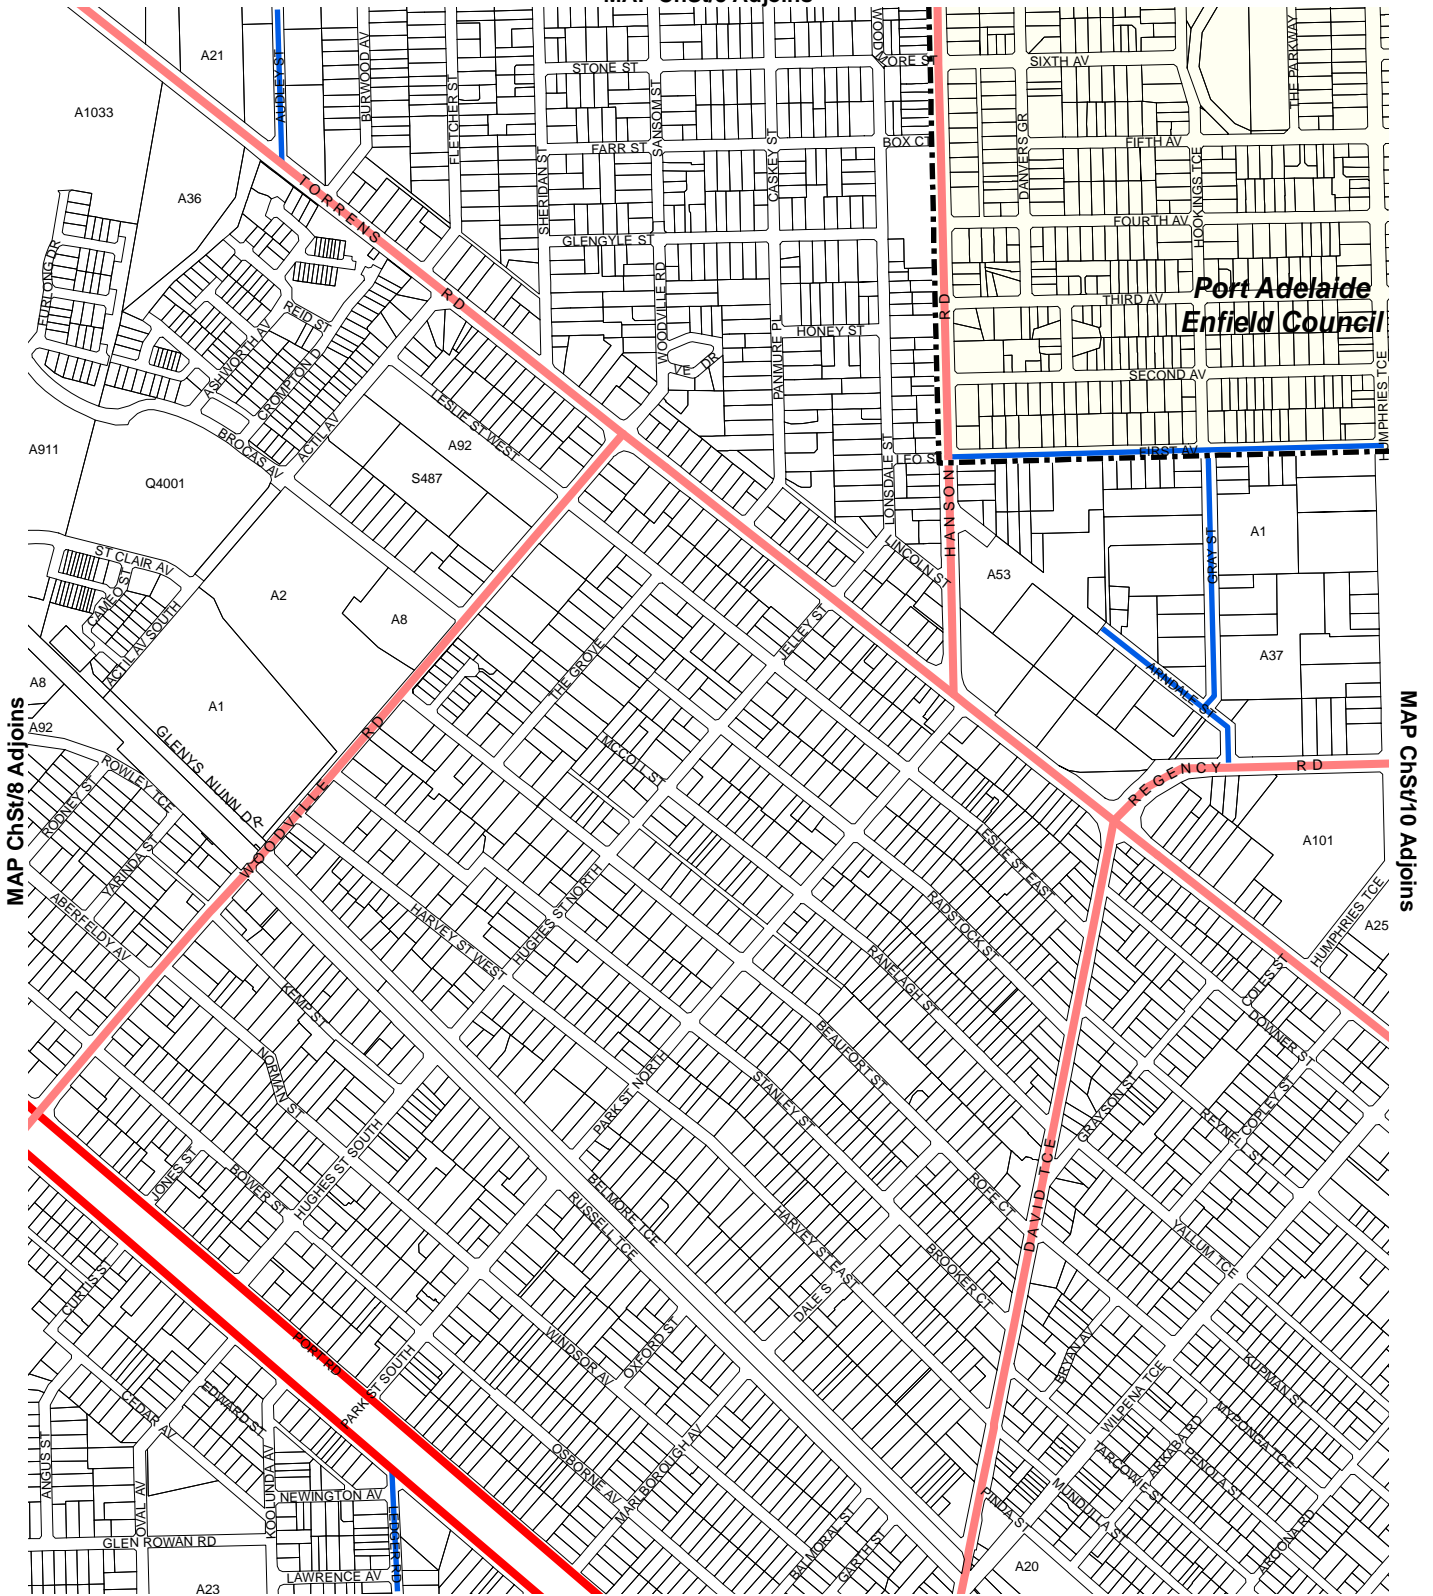 MAP ChSt/8 Adjoins
MAP ChSt/10 Adjoins
Port Adelaide
Enfield Council
A21
A1033
A36
AUDLEY ST
BURWOOD AV
FLETCHER ST
STONE ST
SANSOM ST
FARR ST
SHERIDAN ST
CASKEY ST
BOX CT
SIXTH AV
THE PARKWAY
DANVERS GR
FIFTH AV
HOOKINGS TCE
FOURTH AV
THIRD AV
SECOND AV
FIRST AV
HUMPHRIES TCE
TORRENS RD
GLENGYLE ST
WOODVILLE RD
HONEY ST
PANMURE PL
LONSDALE ST
HANSON RD
FURLONG DR
REID ST
ASHWORTH AV
ACTIL AV
BROCAS AV
LESLIE ST WEST
A92
S487
A911
Q4001
ST CLAIR AV
ACTIL AV SOUTH
A2
A8
A8
A92
A1
GLENYS NUNN DR
ROWLEY TCE
RODNEY ST
YARINDA ST
ABERFELDY AV
WOODVILLE RD
THE GROVE
JELLEY ST
LINCOLN ST
A53
A1
GRAY ST
A37
ARNDALE ST
REGENCY RD
A101
HUMPHRIES TCE
A25
MCCOLL ST
LESLIE ST EAST
RADSTOCK ST
RANELAGH ST
BEAUFORT ST
STANLEY ST
HARVEY ST WEST
HUGHES ST NORTH
KEMP ST
NORMAN ST
HUGHES ST SOUTH
JONES ST
BOWER ST
PARK ST NORTH
BELMORE TCE
RUSSELL TCE
HARVEY ST EAST
BROOKER CT
ROFE CT
DAVID TCE
GRAYSON ST
COLES ST
DOWNER ST
COPLEY ST
REYNELL ST
YALLUM TCE
BRYAN AV
WILPENA TCE
KUPMAN ST
MYPONGA TCE
ARKABA RD
PENOLA ST
TARCOWIE ST
MUNDULLA ST
PINDA ST
AROONA RD
A20
WINDSOR AV
OXFORD ST
OSBORNE AV
MARLBOROUGH AV
BALMORAL ST
GARTH ST
PORT RD
PARK ST SOUTH
CURTIS ST
CEDAR AV
EDWARD ST
ANGUS ST
OVAL AV
KOOLUNDA AV
NEWINGTON AV
GLEN ROWAN RD
LAWRENCE AV
LEDGER RD
A23